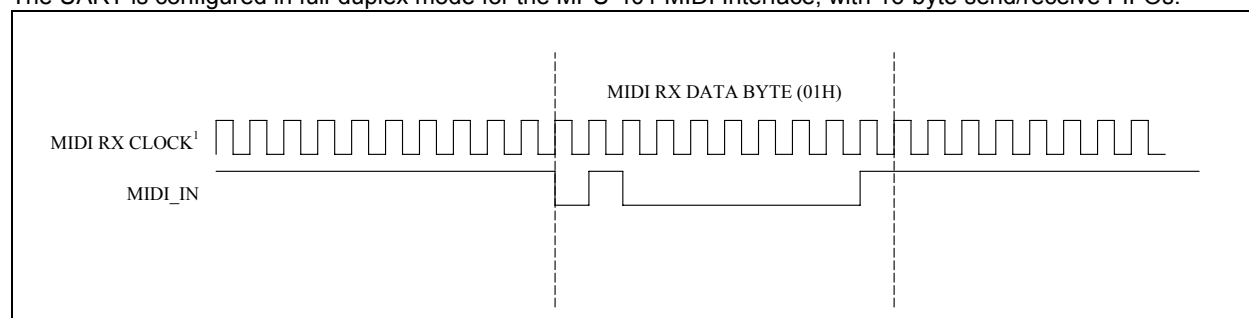 The UART is configured in full duplex mode for the MPU-401 MIDI interface, with 16-byte send/receive FIFOs.
MIDI RX DATA BYTE (01H)
MIDI RX CLOCK1
MIDI_IN